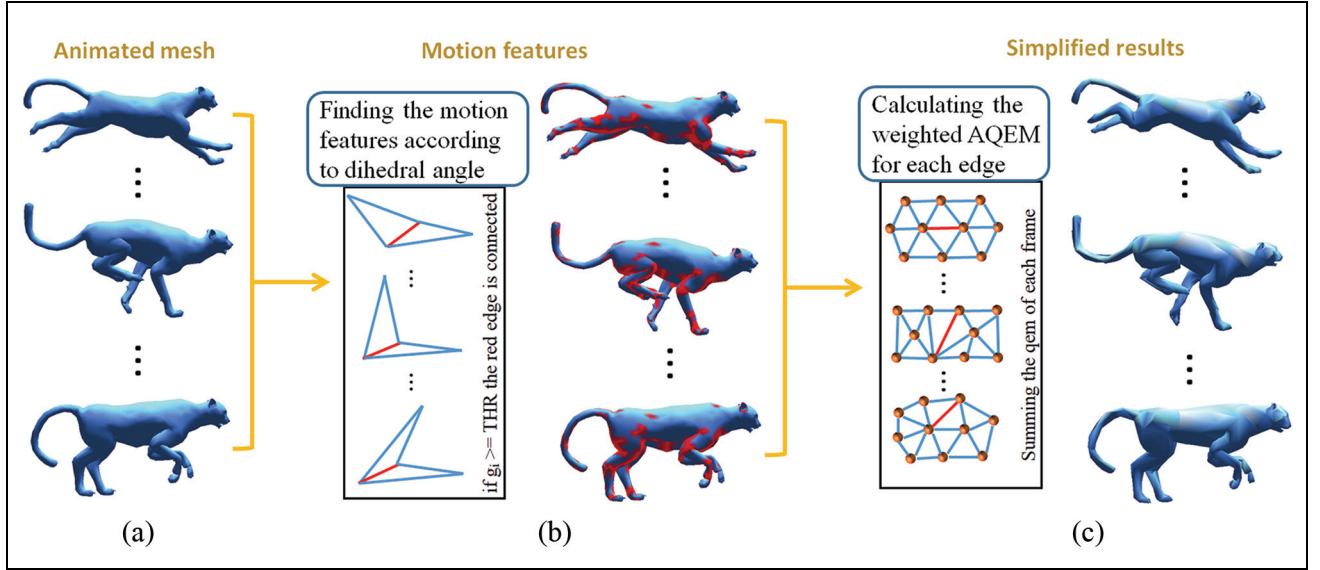 Animated mesh
Motion features
Simplified results
Finding the motion
features according
to dihedral angle
if gi >= THR the red edge is connected
Calculating the
weighted AQEM
for each edge
Summing the qem of each frame
(a)
(b)
(c)